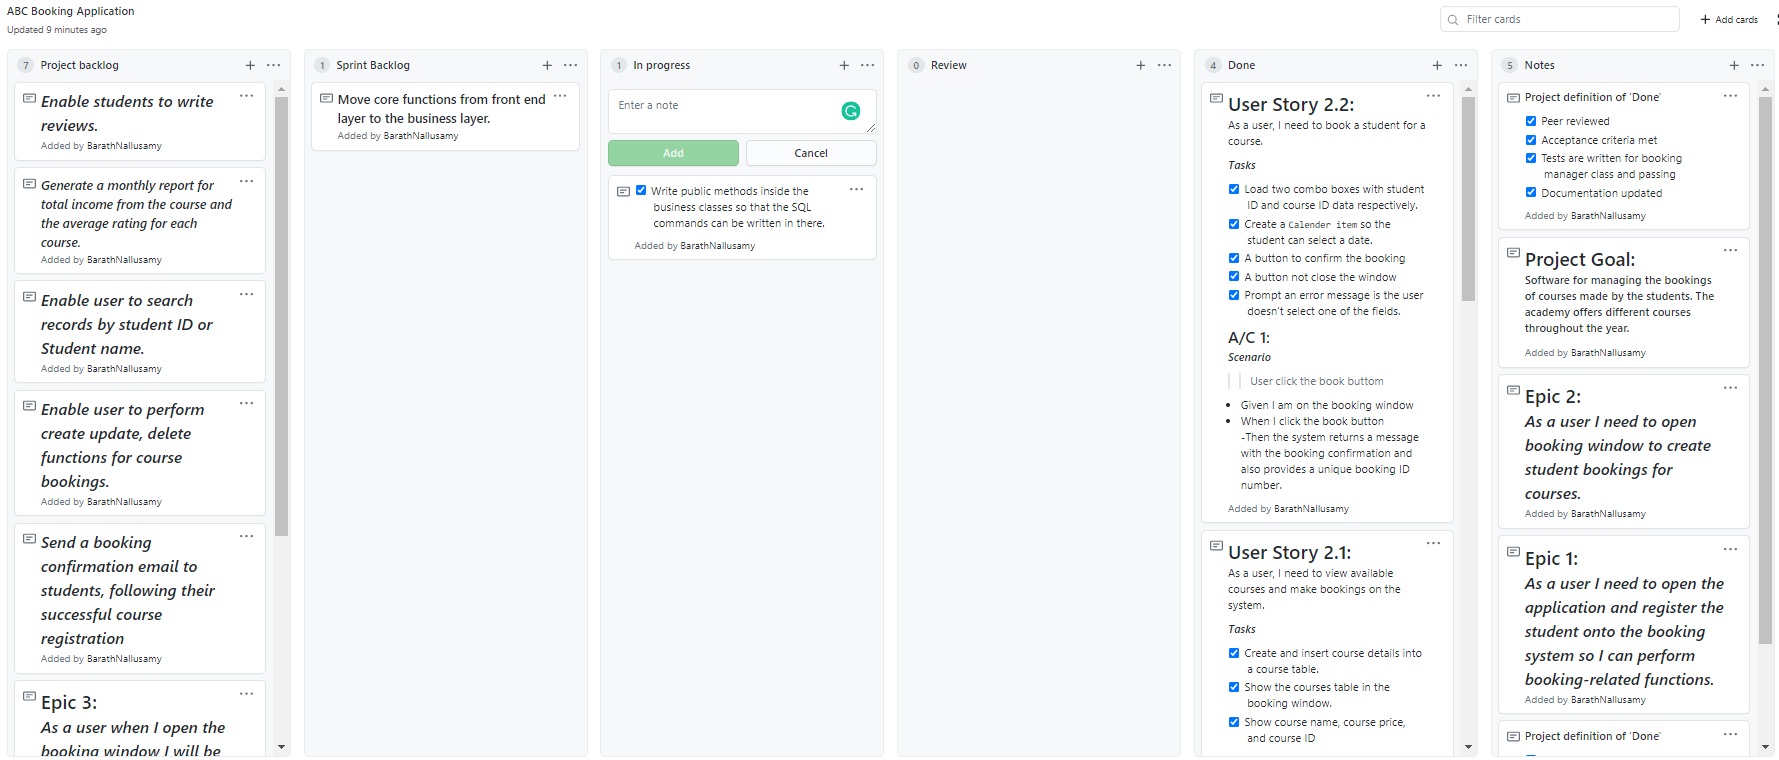 ABC Booking Application
Updated 9 minutes ago
Filter cards
Add cards
7 Project backlog
Enable students to write
reviews.
Added by BarathNallusamy
Generate a monthly report for
total income from the course and
the average rating for each
course.
Added by BarathNallusamy
Enable user to search
records by student ID or
Student name.
Added by BarathNallusamy
Enable user to perform
create update, delete
functions for course
bookings.
Added by BarathNallusamy
Send a booking
confirmation email to
students, following their
successful course
registration
Added by BarathNallusamy
Epic 3:
As a user when I open the
booking window I will be
1 Sprint Backlog
Move core functions from front end
layer to the business layer.
Added by BarathNallusamy
1 In progress
Enter a note
Add
Cancel
Write public methods inside the
business classes so that the SQL
commands can be written in there.
Added by BarathNallusamy
0 Review
4 Done
User Story 2.2:
As a user, I need to book a student for a
course.
Tasks
Load two combo boxes with student
ID and course ID data respectively.
Create a Calender item so the
student can select a date.
A button to confirm the booking
A button not close the window
Prompt an error message is the user
doesn't select one of the fields.
A/C 1:
Scenario
User click the book buttom
Given I am on the booking window
When I click the book button
-Then the system returns a message
with the booking confirmation and
also provides a unique booking ID
number.
Added by BarathNallusamy
User Story 2.1:
As a user, I need to view available
courses and make bookings on the
system.
Tasks
Create and insert course details into
a course table.
Show the courses table in the
booking window.
Show course name, course price,
and course ID
5 Notes
Project definition of 'Done'
Peer reviewed
Acceptance criteria met
Tests are written for booking
manager class and passing
Documentation updated
Added by BarathNallusamy
Project Goal:
Software for managing the bookings
of courses made by the students. The
academy offers different courses
throughout the year.
Added by BarathNallusamy
Epic 2:
As a user I need to open
booking window to create
student bookings for
courses.
Added by BarathNallusamy
Epic 1:
As a user I need to open the
application and register the
student onto the booking
system so I can perform
booking-related functions.
Added by BarathNallusamy
Project definition of 'Done'